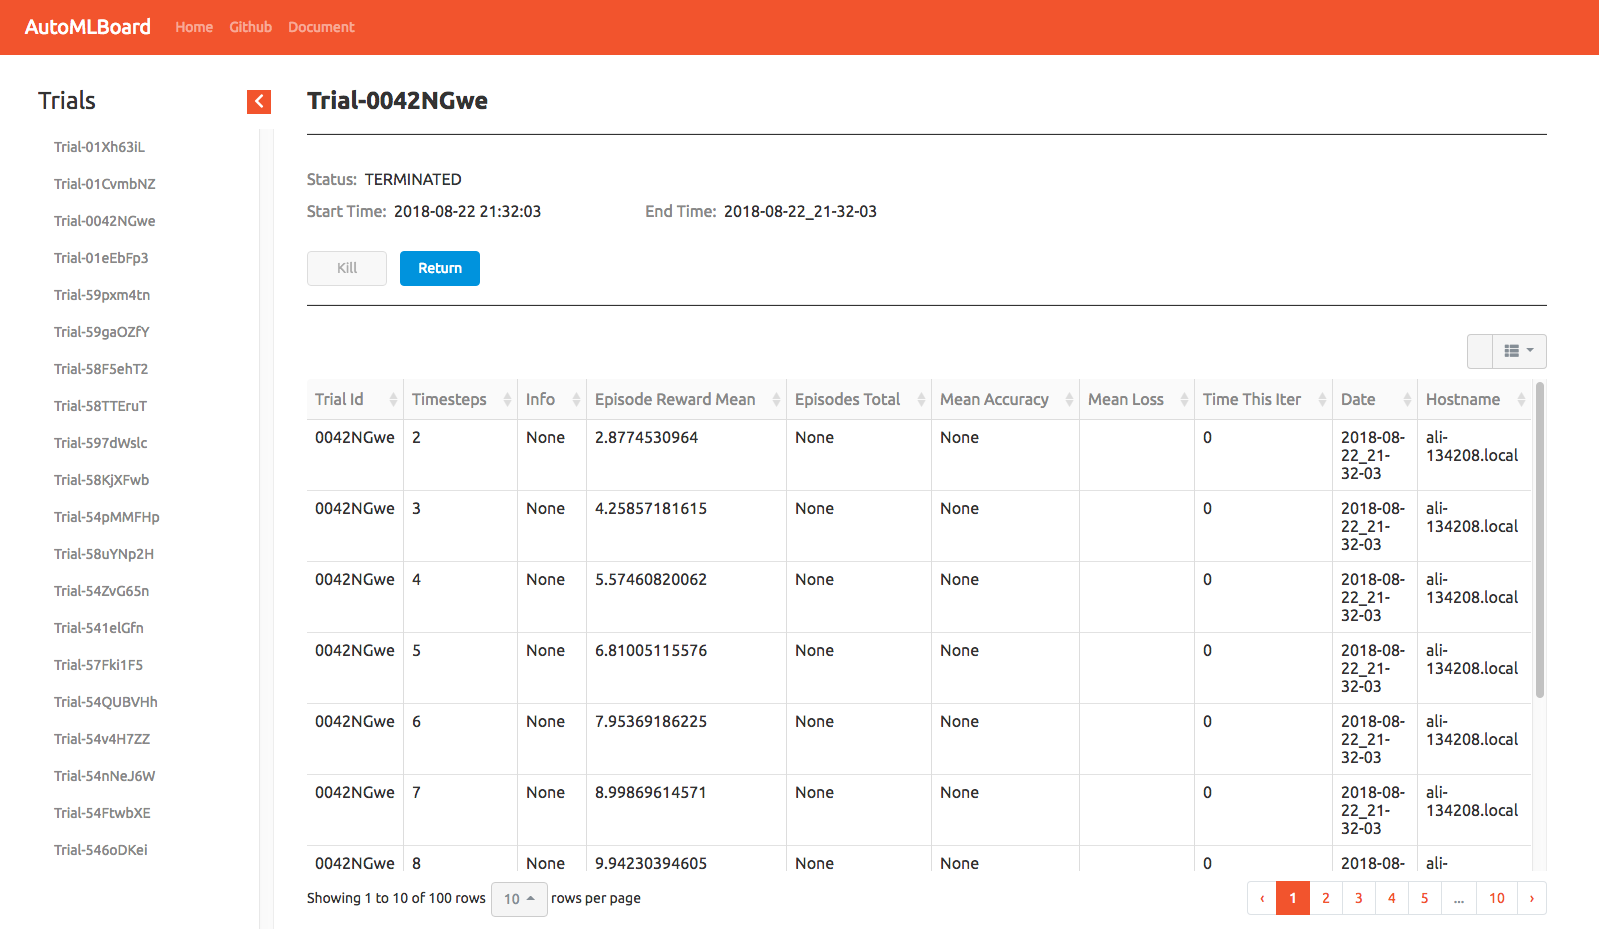 AutoMLBoard Home Github Document
Trials
Trial-01Xh63iL
Trial-01CvmbNZ
Trial-0042NGwe
Trial-01eEbFp3
Trial-59pxm4tn
Trial-59gaOZfY
Trial-58F5ehT2
Trial-58TTEruT
Trial-597dWslc
Trial-58KjXFwb
Trial-54pMMFHp
Trial-58uYNp2H
Trial-54ZvG65n
Trial-541elGfn
Trial-57Fki1F5
Trial-54QUBVHh
Trial-54v4H7ZZ
Trial-54nNeJ6W
Trial-54FtwbXE
Trial-546oDKei
Trial-0042NGwe
Status: TERMINATED
Start Time: 2018-08-22 21:32:03 End Time: 2018-08-22_21-32-03
Kill Return
Trial Id Timesteps Info Episode Reward Mean Episodes Total Mean Accuracy Mean Loss Time This Iter Date Hostname
0042NGwe 2 None 2.8774530964 None None 0 2018-08- ali-
22_21- 134208.local
32-03
0042NGwe 3 None 4.25857181615 None None 0 2018-08- ali-
22_21- 134208.local
32-03
0042NGwe 4 None 5.57460820062 None None 0 2018-08- ali-
22_21- 134208.local
32-03
0042NGwe 5 None 6.81005115576 None None 0 2018-08- ali-
22_21- 134208.local
32-03
0042NGwe 6 None 7.95369186225 None None 0 2018-08- ali-
22_21- 134208.local
32-03
0042NGwe 7 None 8.99869614571 None None 0 2018-08- ali-
22_21- 134208.local
32-03
0042NGwe 8 None 9.94230394605 None None 0 2018-08- ali-
Showing 1 to 10 of 100 rows 10 rows per page ‹ 1 2 3 4 5 ... 10 ›